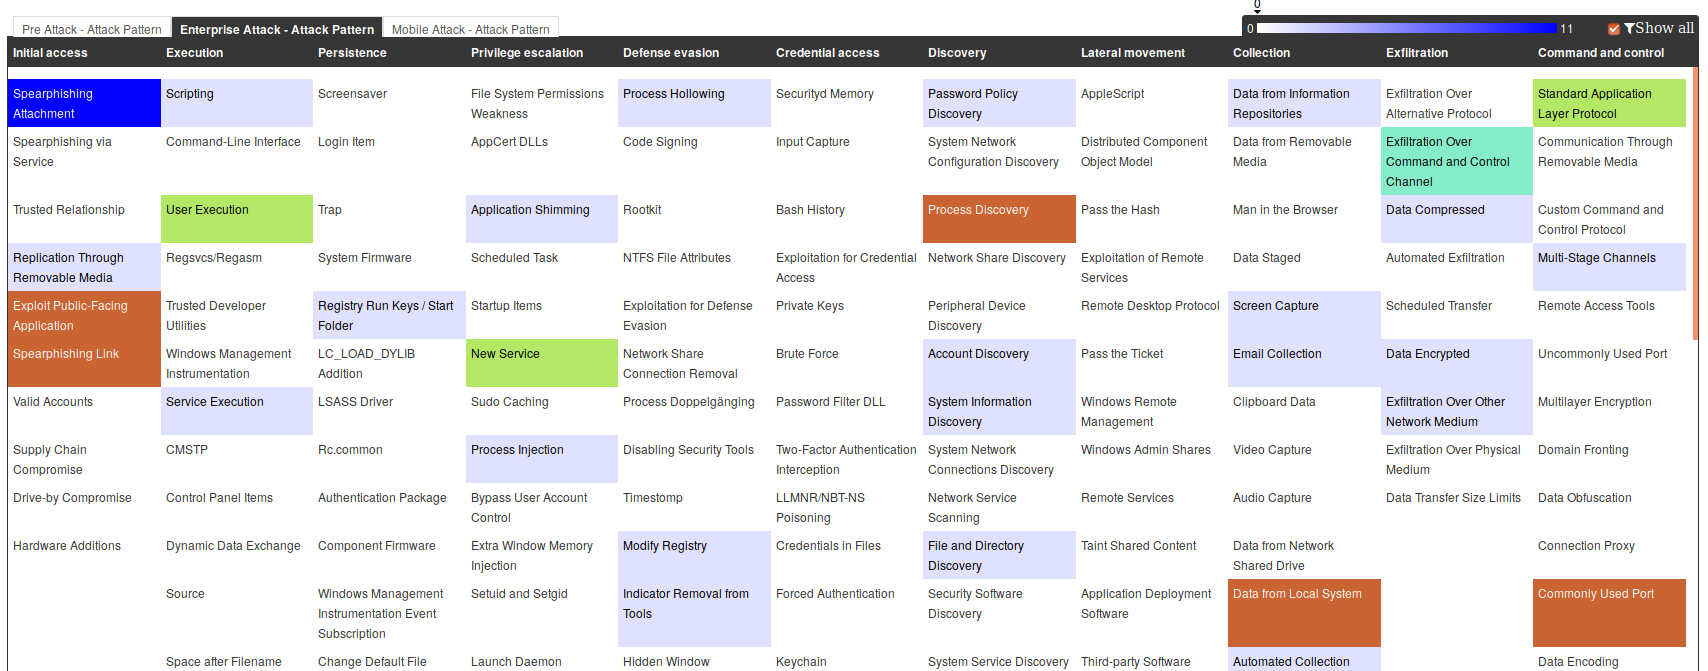 0
Pre Attack - Attack Pattern Enterprise Attack - Attack Pattern Mobile Attack - Attack Pattern 0 11 Show all
Initial access Execution Persistence Privilege escalation Defense evasion Credential access Discovery Lateral movement Collection Exfiltration Command and control
Spearphishing Scripting Screensaver File System Permissions Process Hollowing Securityd Memory Password Policy AppleScript Data from Information Exfiltration Over Standard Application
Attachment Weakness Discovery Repositories Alternative Protocol Layer Protocol
Spearphishing via Command-Line Interface Login Item AppCert DLLs Code Signing Input Capture System Network Distributed Component Data from Removable Exfiltration Over Communication Through
Service Configuration Discovery Object Model Media Command and Control Removable Media
Channel
Trusted Relationship User Execution Trap Application Shimming Rootkit Bash History Process Discovery Pass the Hash Man in the Browser Data Compressed Custom Command and
Control Protocol
Replication Through Regsvcs/Regasm System Firmware Scheduled Task NTFS File Attributes Exploitation for Credential Network Share Discovery Exploitation of Remote Data Staged Automated Exfiltration Multi-Stage Channels
Removable Media Access Services
Exploit Public-Facing Trusted Developer Registry Run Keys / Start Startup Items Exploitation for Defense Private Keys Peripheral Device Remote Desktop Protocol Screen Capture Scheduled Transfer Remote Access Tools
Application Utilities Folder Evasion Discovery
Spearphishing Link Windows Management LC_LOAD_DYLIB New Service Network Share Brute Force Account Discovery Pass the Ticket Email Collection Data Encrypted Uncommonly Used Port
Instrumentation Addition Connection Removal
Valid Accounts Service Execution LSASS Driver Sudo Caching Process Doppelgänging Password Filter DLL System Information Windows Remote Clipboard Data Exfiltration Over Other Multilayer Encryption
Discovery Management Network Medium
Supply Chain CMSTP Rc.common Process Injection Disabling Security Tools Two-Factor Authentication System Network Windows Admin Shares Video Capture Exfiltration Over Physical Domain Fronting
Compromise Interception Connections Discovery Medium
Drive-by Compromise Control Panel Items Authentication Package Bypass User Account Timestomp LLMNR/NBT-NS Network Service Remote Services Audio Capture Data Transfer Size Limits Data Obfuscation
Control Poisoning Scanning
Hardware Additions Dynamic Data Exchange Component Firmware Extra Window Memory Modify Registry Credentials in Files File and Directory Taint Shared Content Data from Network Connection Proxy
Injection Discovery Shared Drive
Source Windows Management Setuid and Setgid Indicator Removal from Forced Authentication Security Software Application Deployment Data from Local System Commonly Used Port
Instrumentation Event Tools Discovery Software
Subscription
Space after Filename Change Default File Launch Daemon Hidden Window Keychain System Service Discovery Third-party Software Automated Collection Data Encoding